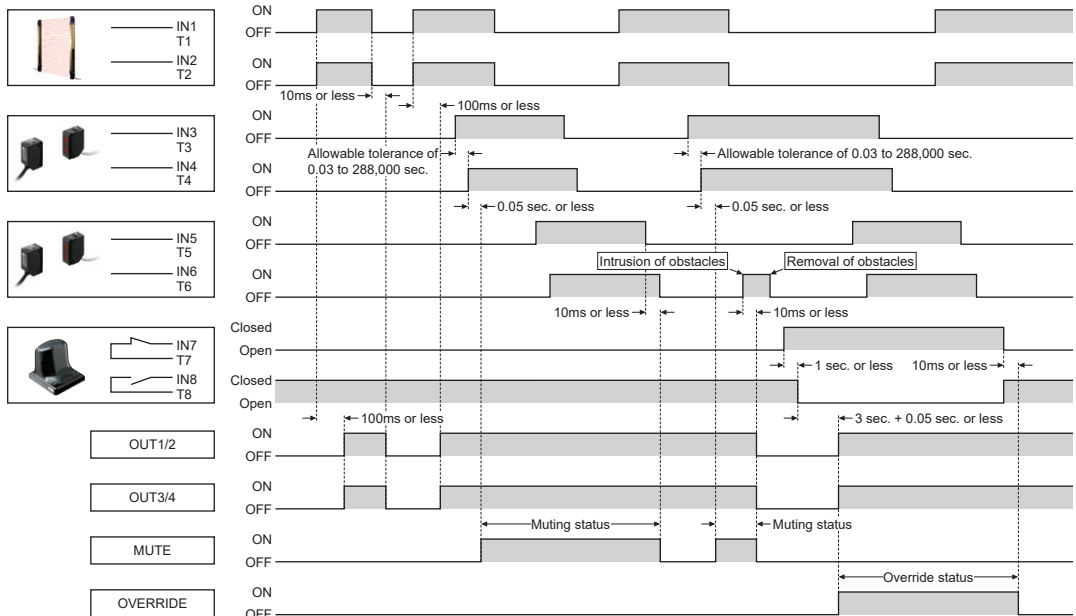 IN1
T1
IN2
T2
ON
OFF
ON
OFF
10ms or less
100ms or less
IN3
T3
IN4
T4
ON
OFF
Allowable tolerance of
0.03 to 288,000 sec.
Allowable tolerance of 0.03 to 288,000 sec.
ON
OFF
0.05 sec. or less
0.05 sec. or less
IN5
T5
IN6
T6
ON
OFF
Intrusion of obstacles
Removal of obstacles
ON
OFF
10ms or less
10ms or less
IN7
T7
IN8
T8
Closed
Open
1 sec. or less
10ms or less
Closed
Open
100ms or less
3 sec. + 0.05 sec. or less
OUT1/2
ON
OFF
OUT3/4
ON
OFF
Muting status
Muting status
MUTE
ON
OFF
Override status
OVERRIDE
ON
OFF